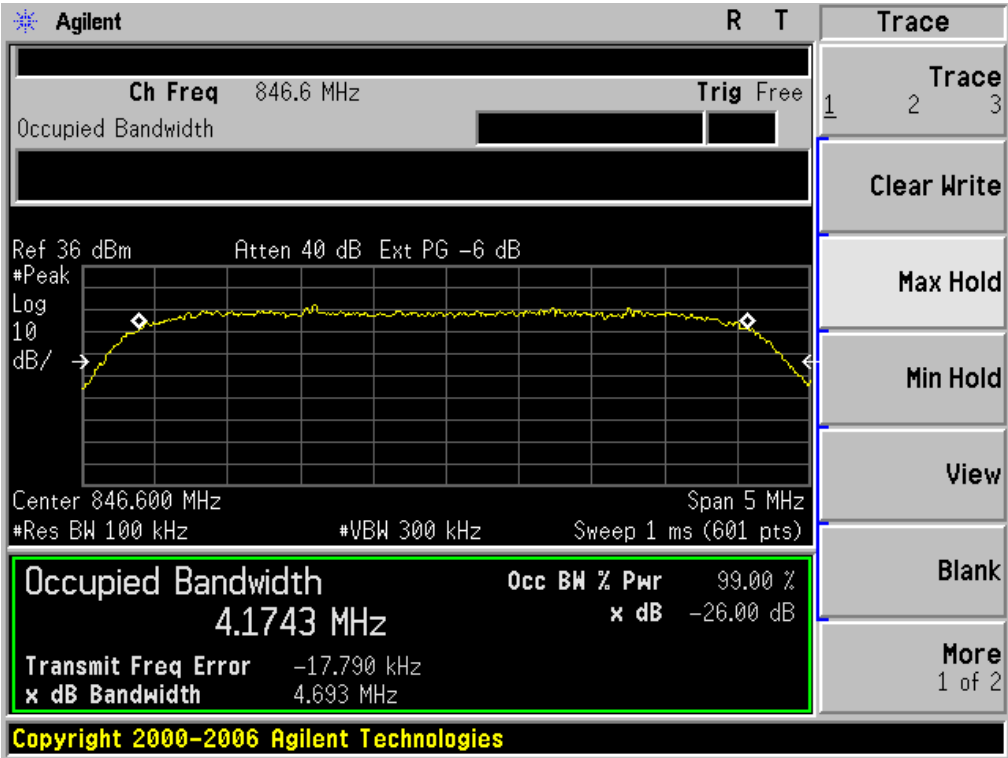 Agilent R T
Ch Freq 846.6 MHz Trig Free
Occupied Bandwidth
Ref 36 dBm Atten 40 dB Ext PG -6 dB
#Peak
Log
10
dB/
Center 846.600 MHz Span 5 MHz
#Res BW 100 kHz #VBW 300 kHz Sweep 1 ms (601 pts)
Occupied Bandwidth
4.1743 MHz
Occ BW % Pwr 99.00 %
x dB -26.00 dB
Transmit Freq Error -17.790 kHz
x dB Bandwidth 4.693 MHz
Copyright 2000-2006 Agilent Technologies
Trace
Trace
1 2 3
Clear Write
Max Hold
Min Hold
View
Blank
More
1 of 2